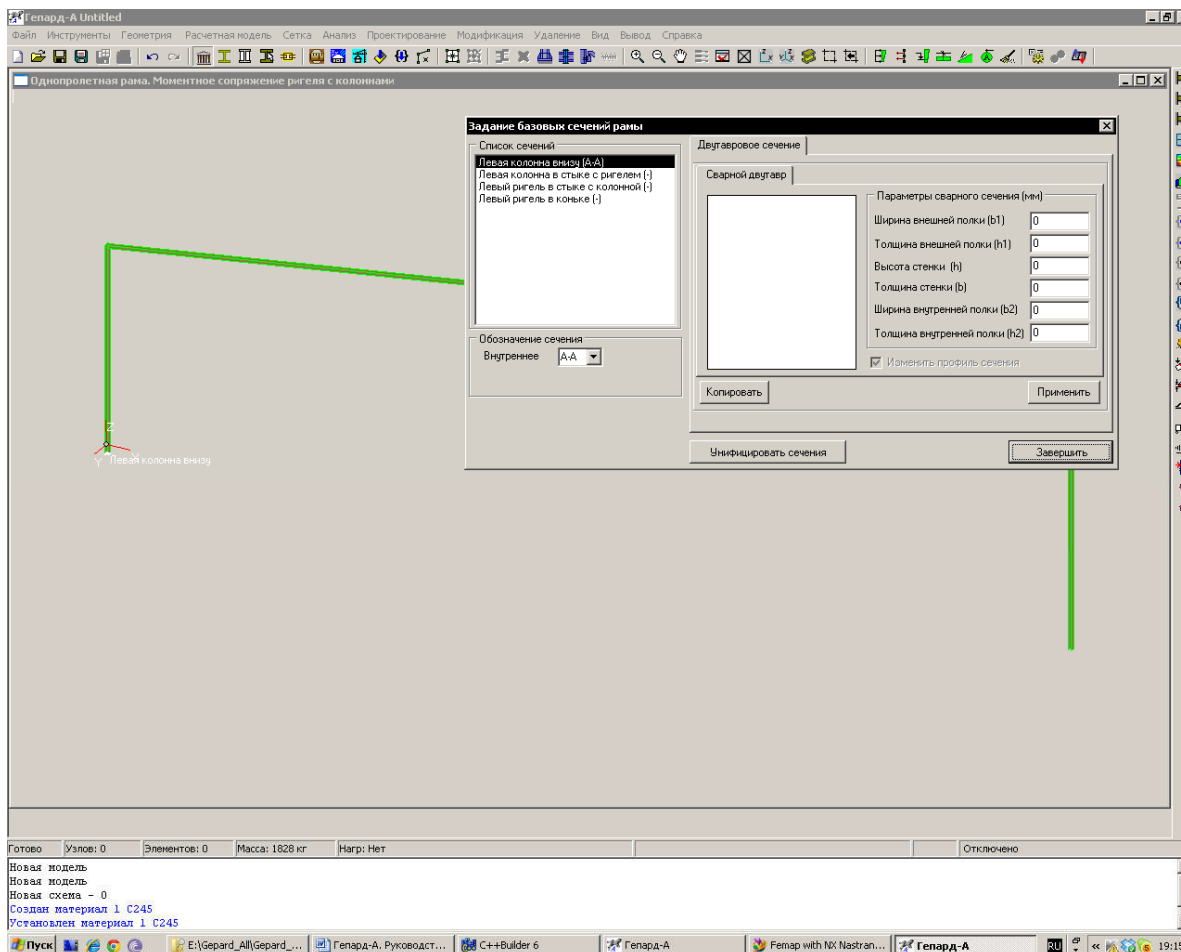 Гепард-А Untitled
Файл Инструменты Геометрия Расчетная модель Сетка Анализ Проектирование Модификация Удаление Вид Вывод Справка
Однопролетная рама. Моментное сопряжение ригеля с колоннами
Задание базовых сечений рамы
Список сечений
Левая колонна внизу (А-А)
Левая колонна в стыке с ригелем (-)
Левый ригель в стыке с колонной (-)
Левый ригель в коньке (-)
Обозначение сечения
Внутреннее А-А
Двутавровое сечение
Сварной двутавр
Параметры сварного сечения (мм)
Ширина внешней полки (b1) 0
Толщина внешней полки (h1) 0
Высота стенки (h) 0
Толщина стенки (b) 0
Ширина внутренней полки (b2) 0
Толщина внутренней полки (h2) 0
Изменить профиль сечения
Копировать Применить
Унифицировать сечения Завершить
Z
Y Левая колонна внизу
X
Готово Узлов: 0 Элементов: 0 Масса: 1828 кг Нагр: Нет Отключено
Новая модель
Новая модель
Новая схема - 0
Создан материал 1 С245
Установлен материал 1 С245
Пуск E:\Gepard_All\Gepard_... Гепард-А. Руководст... C++Builder 6 Гепард-А Femap with NX Nastran... Гепард-А RU « 19:15